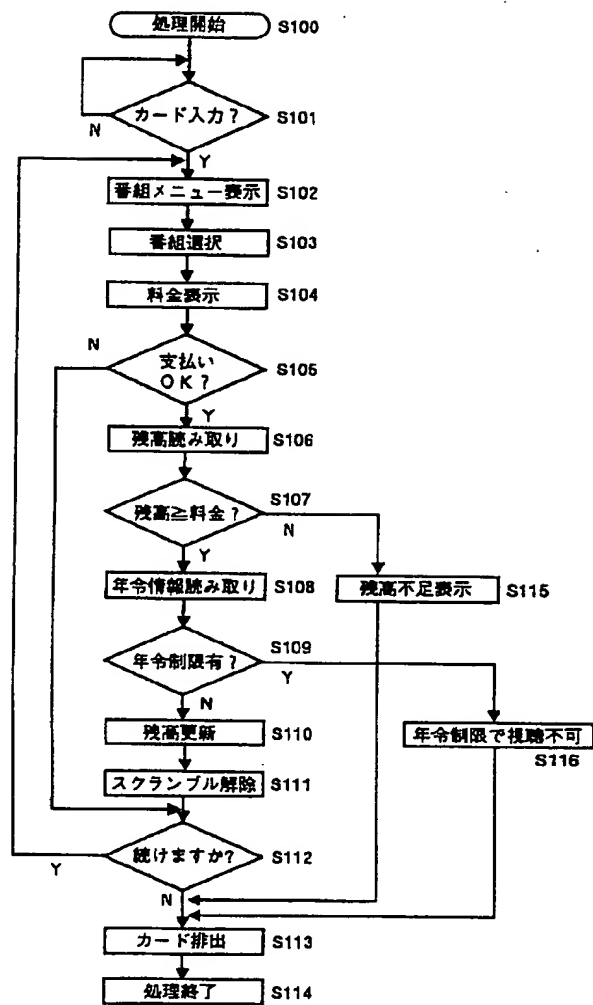 処理開始 S100
カード入力? S101
N
Y
番組メニュー表示 S102
番組選択 S103
料金表示 S104
N
支払い
OK? S105
Y
残高読み取り S106
残高≧料金? S107
N
Y
年令情報読み取り S108
残高不足表示 S115
年令制限有? S109
Y
N
残高更新 S110
年令制限で視聴不可
S116
スクランブル解除 S111
続けますか? S112
Y
N
カード排出 S113
処理終了 S114